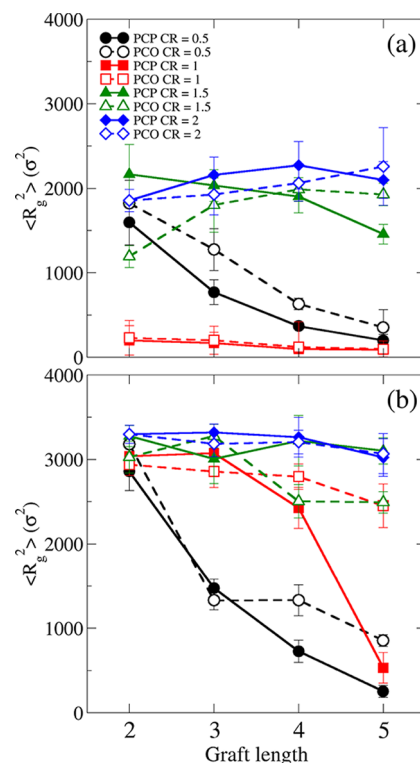 (a)
PCP CR = 0.5
PCO CR = 0.5
PCP CR = 1
PCO CR = 1
PCP CR = 1.5
PCO CR = 1.5
PCP CR = 2
PCO CR = 2
4000
3000
2000
1000
0
<R_g^2> (σ^2)
(b)
4000
3000
2000
1000
0
<R_g^2> (σ^2)
2 3 4 5
Graft length